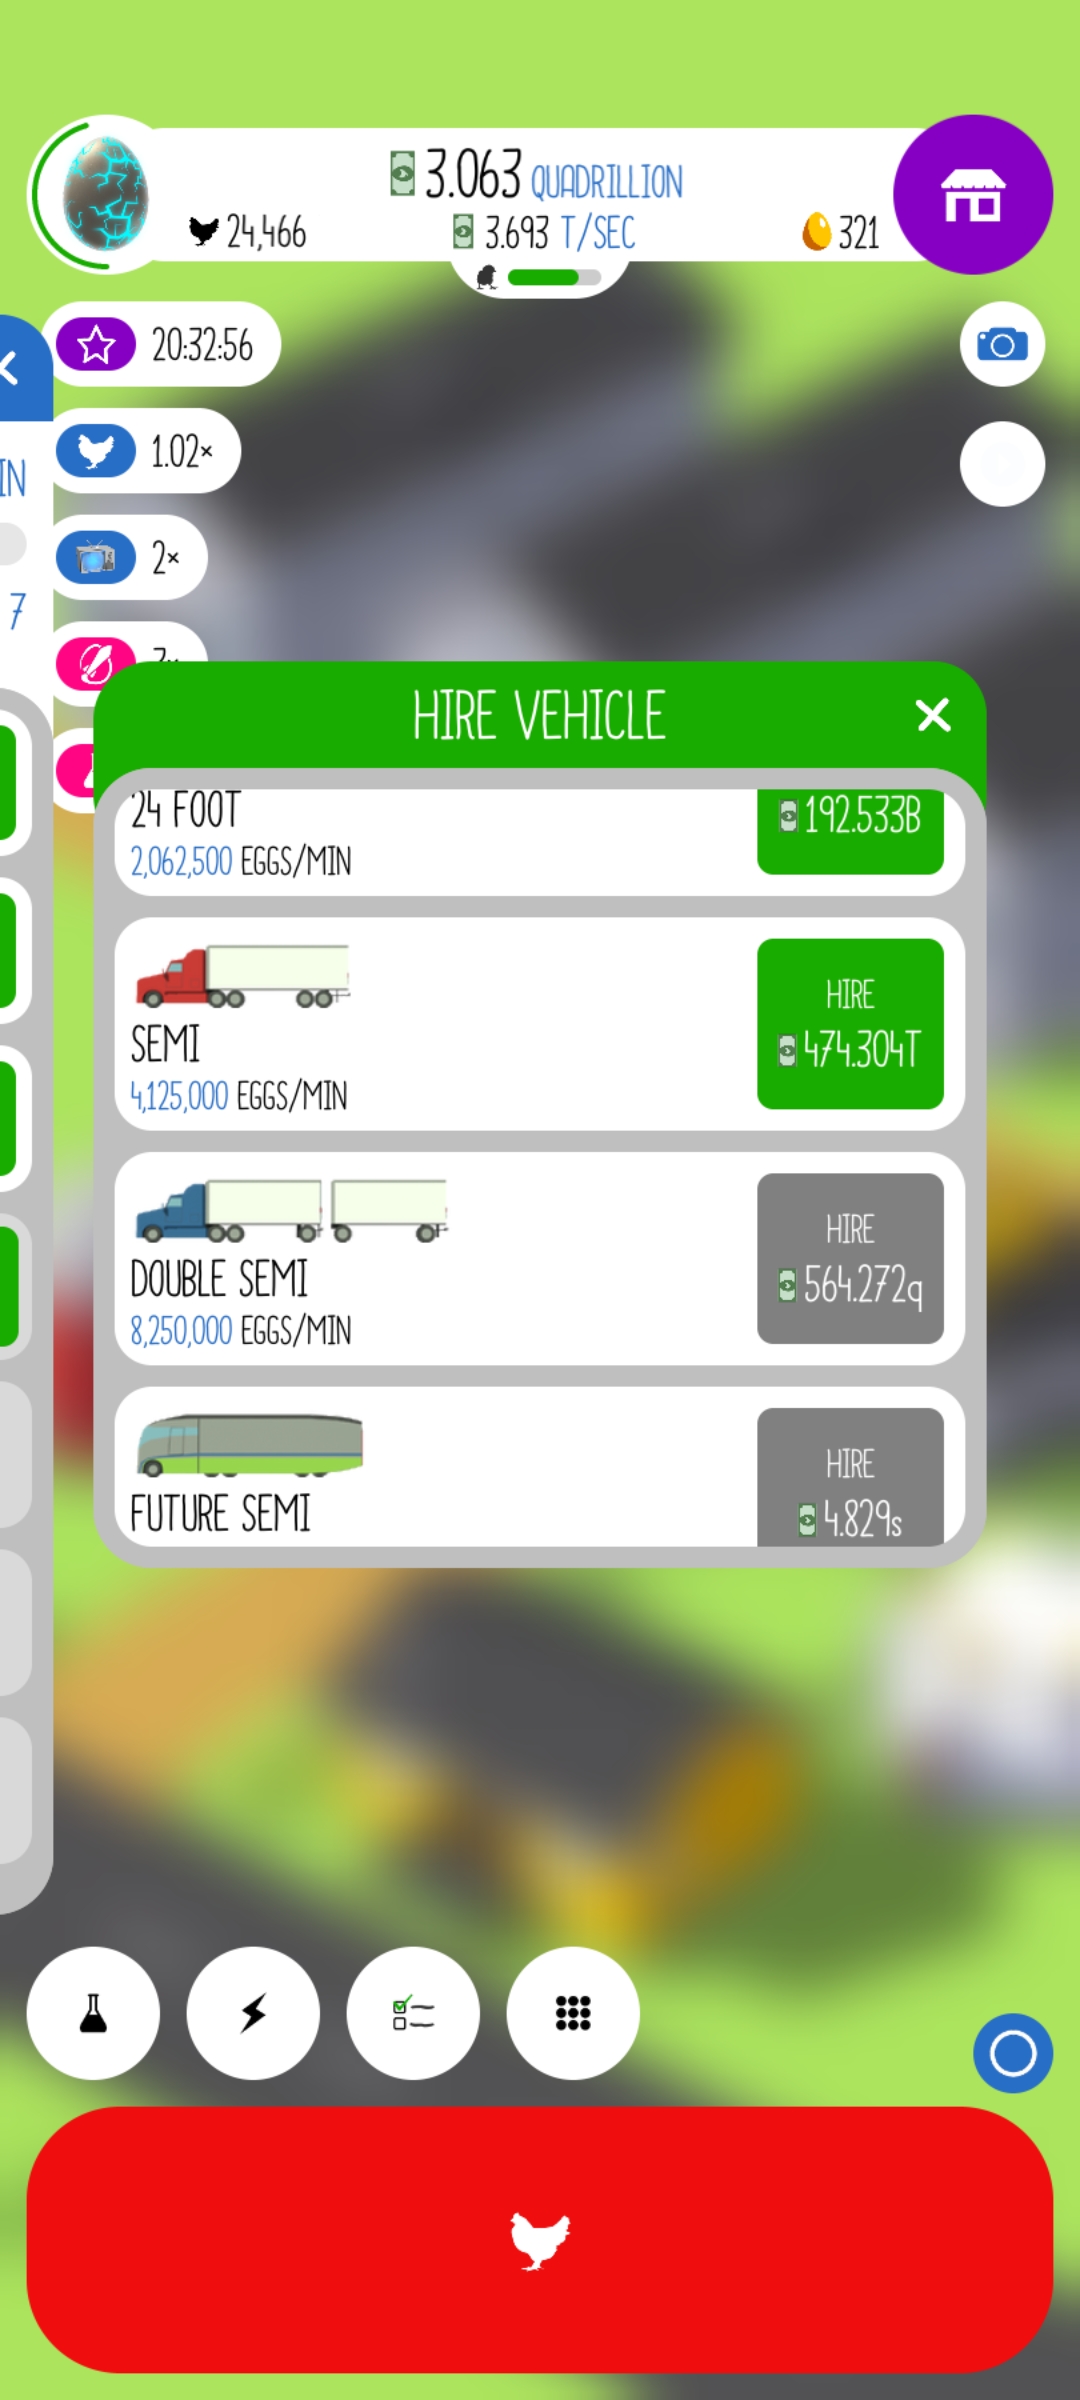 3.063 QUADRILLION
24,466
3.693 T/SEC
321
20:32:56
1.02×
IN
2×
7
HIRE VEHICLE
24 FOOT
192.533B
2,062,500 EGGS/MIN
HIRE
SEMI
474.304T
4,125,000 EGGS/MIN
HIRE
DOUBLE SEMI
564.272q
8,250,000 EGGS/MIN
HIRE
FUTURE SEMI
4.829s